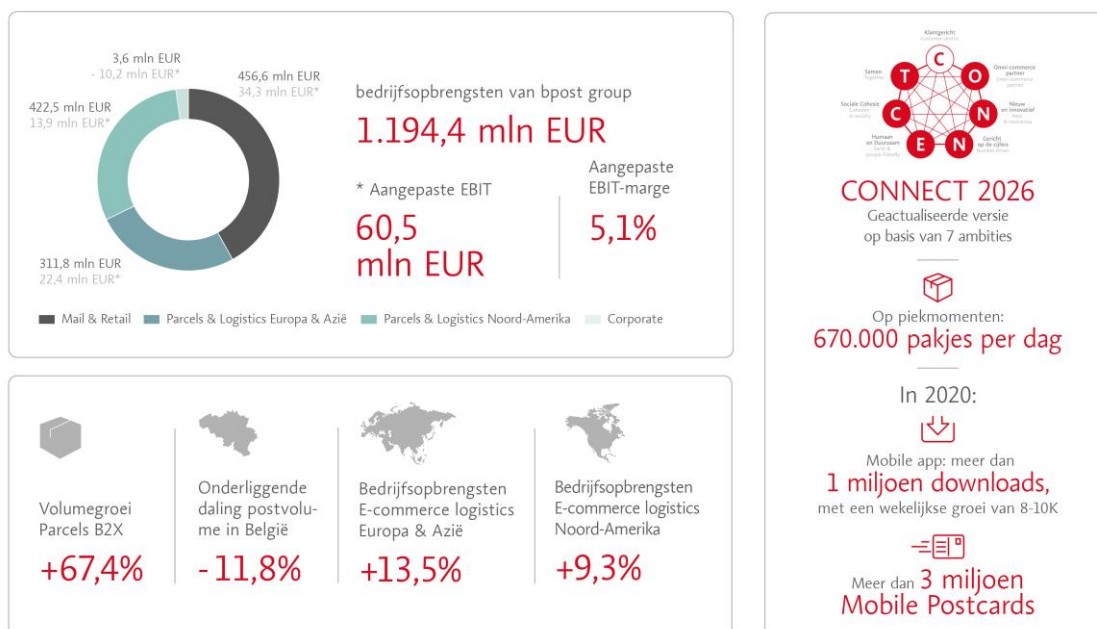 3,6 mln EUR
- 10,2 mln EUR*
456,6 mln EUR
34,3 mln EUR*
422,5 mln EUR
13,9 mln EUR*
311,8 mln EUR
22,4 mln EUR*
bedrijfsopbrengsten van bpost group
1.194,4 mln EUR
* Aangepaste EBIT
60,5
mln EUR
Aangepaste
EBIT-marge
5,1%
Mail & Retail
Parcels & Logistics Europa & Azië
Parcels & Logistics Noord-Amerika
Corporate
Volumegroei
Parcels B2X
+67,4%
Onderliggende
daling postvolu-
me in België
- 11,8%
Bedrijfsopbrengsten
E-commerce logistics
Europa & Azië
+13,5%
Bedrijfsopbrengsten
E-commerce logistics
Noord-Amerika
+9,3%
Klantgericht
C
Omni-commerce
partner
O
Nieuw
en innovatief
N
Gericht
op de cijfers
N
Humaan
en Duurzaam
E
Sociale Cohesie
C
Samen
Together
T
CONNECT 2026
Geactualiseerde versie
op basis van 7 ambities
Op piekmomenten:
670.000 pakjes per dag
In 2020:
Mobile app: meer dan
1 miljoen downloads,
met een wekelijkse groei van 8-10K
Meer dan 3 miljoen
Mobile Postcards